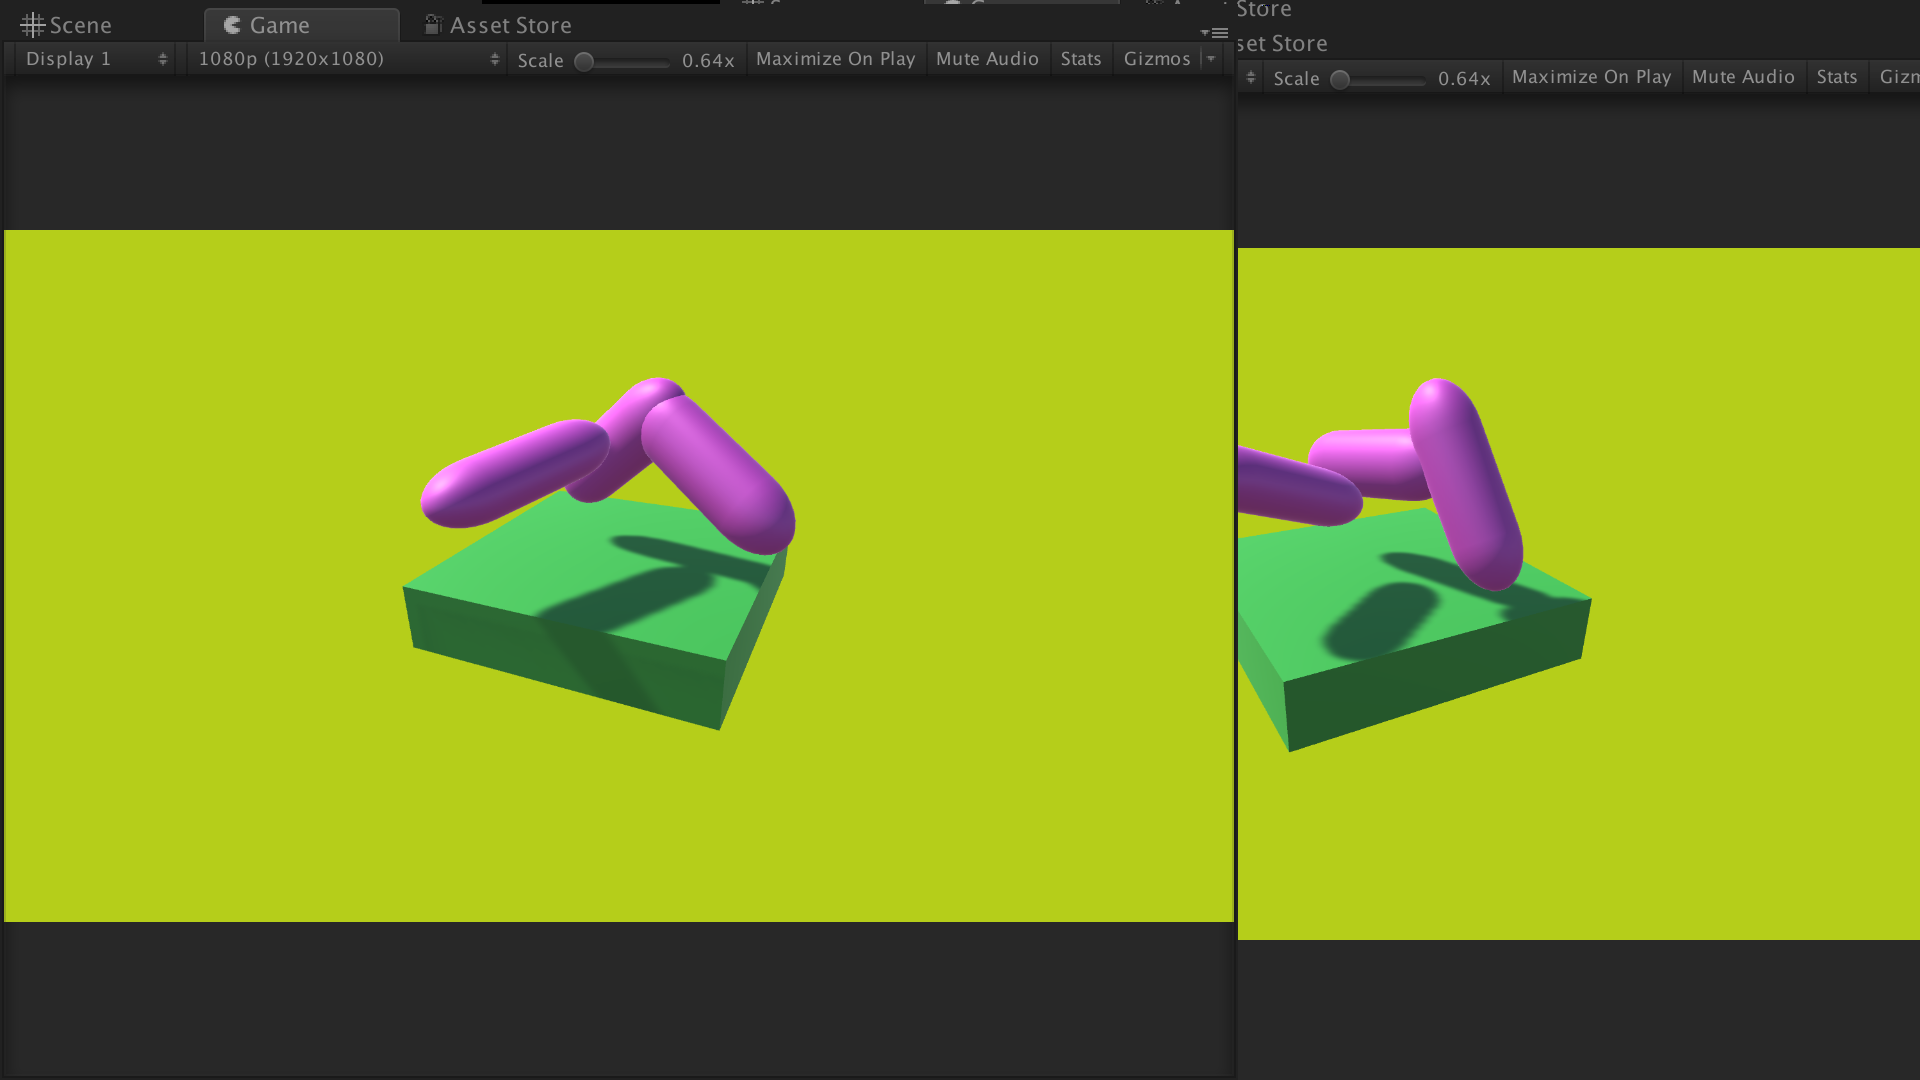 Scene Game Asset Store
Display 1 1080p (1920x1080) Scale 0.64x Maximize On Play Mute Audio Stats Gizmos
Store
set Store
Scale 0.64x Maximize On Play Mute Audio Stats Gizm